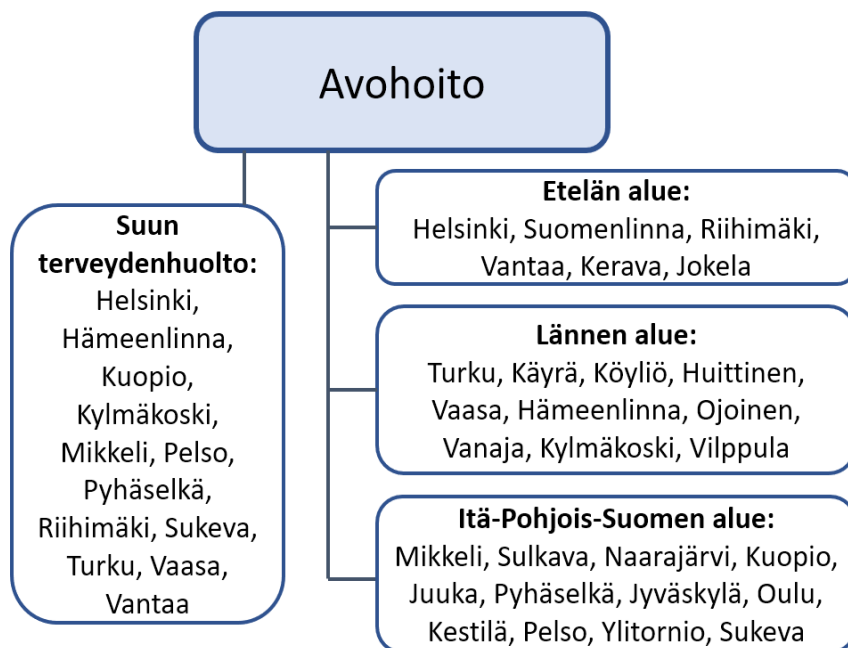 Avohoito
Suun
terveydenhuolto:
Helsinki,
Hämeenlinna,
Kuopio,
Kylmäkoski,
Mikkeli, Pelso,
Pyhäselkä,
Riihimäki, Sukeva,
Turku, Vaasa,
Vantaa
Etelän alue:
Helsinki, Suomenlinna, Riihimäki,
Vantaa, Kerava, Jokela
Lännen alue:
Turku, Käyrä, Köyliö, Huittinen,
Vaasa, Hämeenlinna, Ojoinen,
Vanaja, Kylmäkoski, Vilppula
Itä-Pohjois-Suomen alue:
Mikkeli, Sulkava, Naarajärvi, Kuopio,
Juuka, Pyhäselkä, Jyväskylä, Oulu,
Kestilä, Pelso, Ylitornio, Sukeva